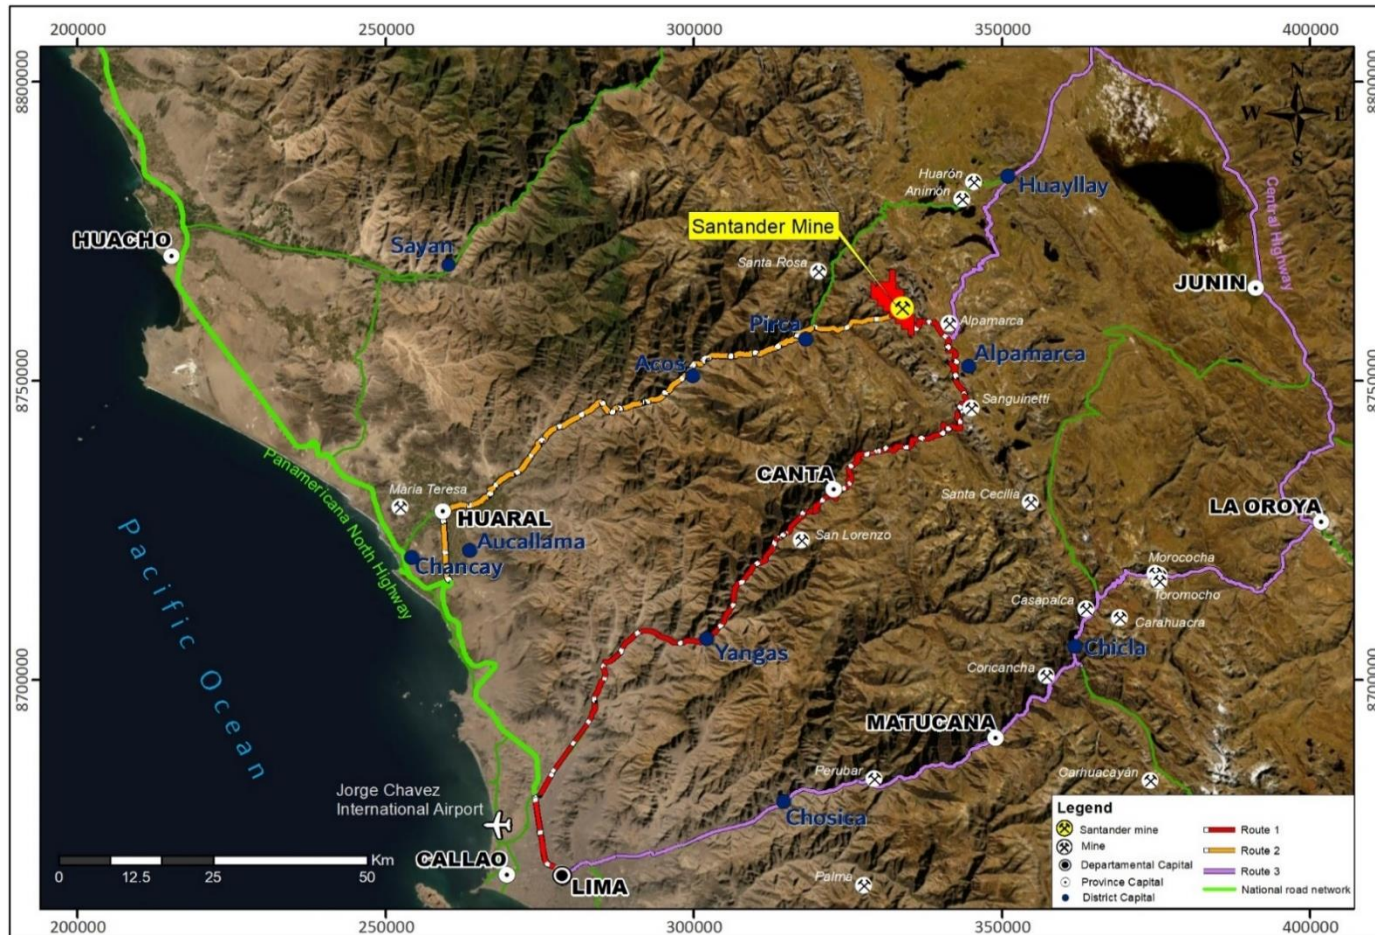 200000
250000
300000
350000
400000
8800000
8800000
N
W
E
S
Huarón
Animón
Huayllay
Santander Mine
HUACHO
Sayan
Santa Rosa
Central Highway
JUNIN
Pirca
Alpamarca
Acos
Alpamarca
8750000
8750000
Sanguinetti
Panamericana North Highway
CANTA
Maria Teresa
Santa Cecilia
LA OROYA
HUARAL
San Lorenzo
Aucallama
Chancay
Morococha
Toromocho
Pacific Ocean
Casapalca
Carahuacra
Yangas
Chicla
Coricancha
8700000
8700000
MATUCANA
Perubar
Carhuacayán
Jorge Chavez
International Airport
Chosica
Legend
Santander mine
Mine
Departamental Capital
Province Capital
District Capital
Route 1
Route 2
Route 3
National road network
CALLAO
LIMA
Palma
Km
0
12.5
25
50
200000
250000
300000
350000
400000